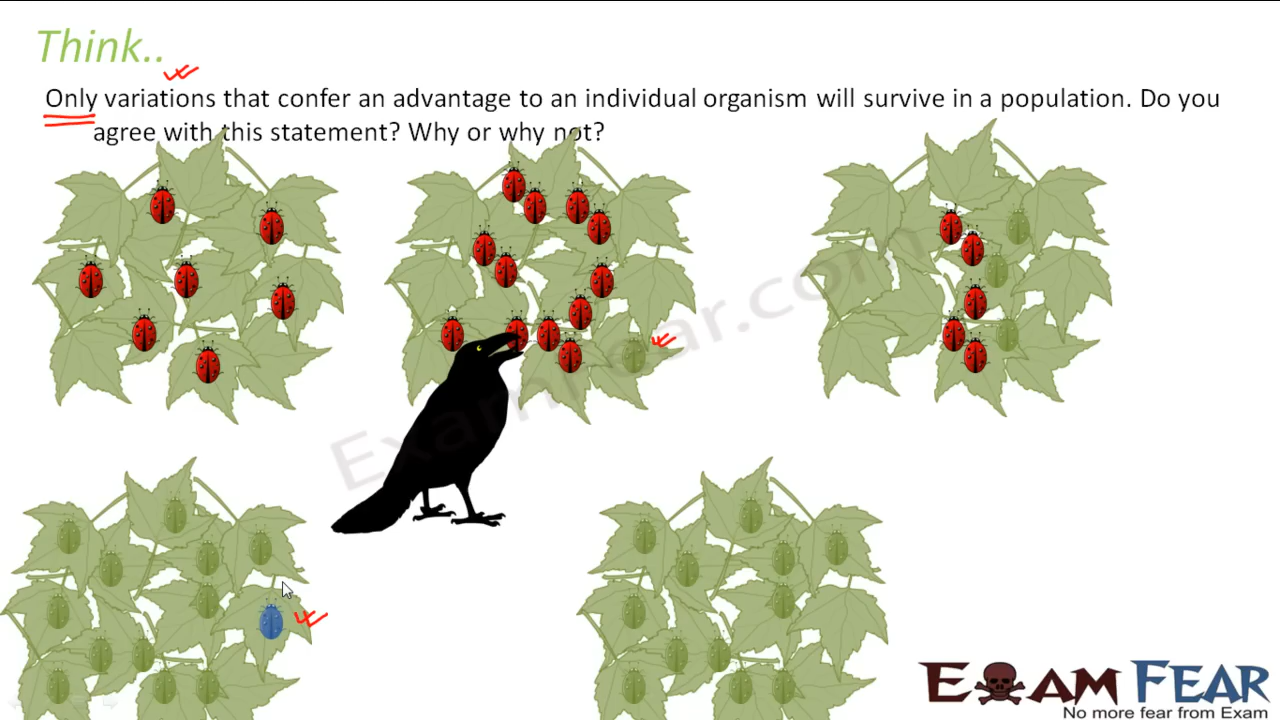 Think..
Only variations that confer an advantage to an individual organism will survive in a population. Do you
agree with this statement? Why or why not?
Examfear.com
EXAM FEAR
No more fear from Exam